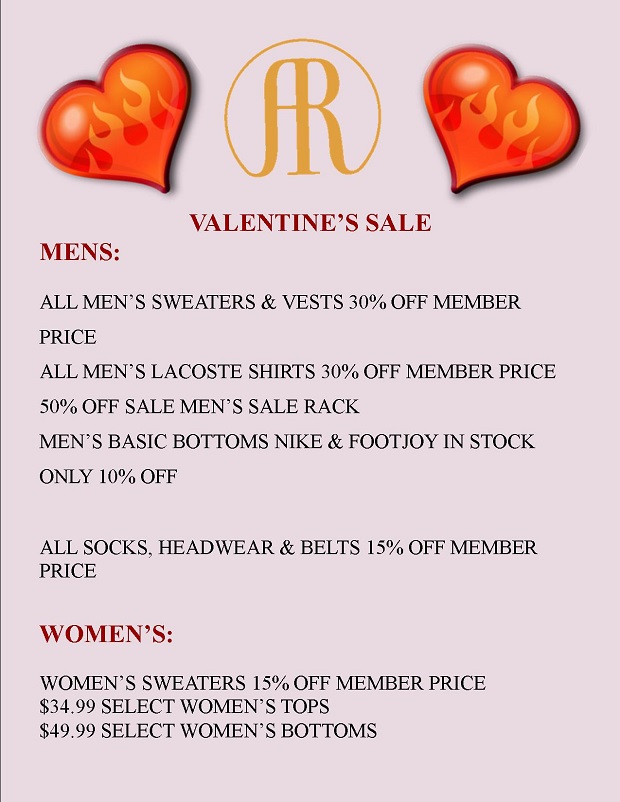 AR
VALENTINE’S SALE
MENS:
ALL MEN’S SWEATERS & VESTS 30% OFF MEMBER
PRICE
ALL MEN’S LACOSTE SHIRTS 30% OFF MEMBER PRICE
50% OFF SALE MEN’S SALE RACK
MEN’S BASIC BOTTOMS NIKE & FOOTJOY IN STOCK
ONLY 10% OFF
ALL SOCKS, HEADWEAR & BELTS 15% OFF MEMBER
PRICE
WOMEN’S:
WOMEN’S SWEATERS 15% OFF MEMBER PRICE
$34.99 SELECT WOMEN’S TOPS
$49.99 SELECT WOMEN’S BOTTOMS